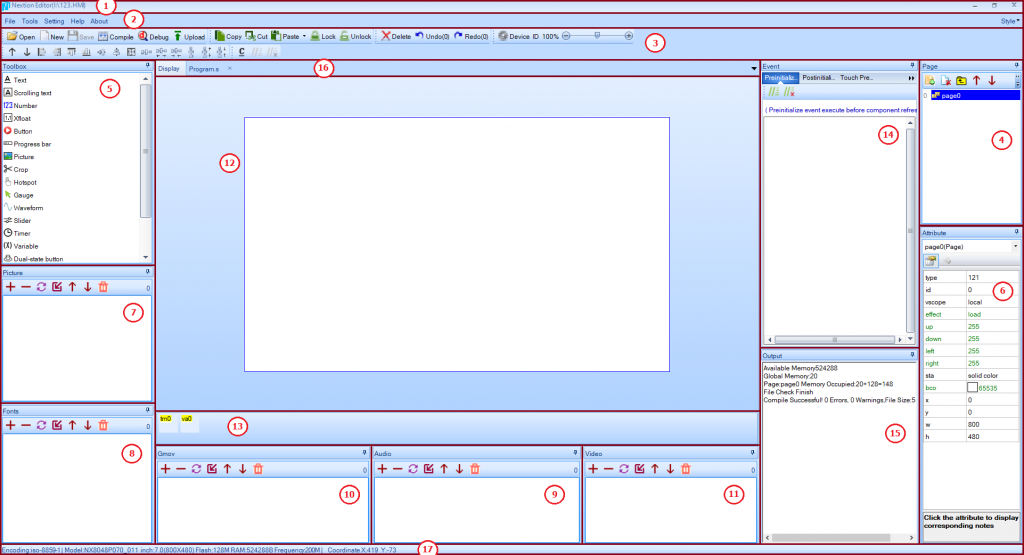 Nextion Editor(I:\123.HMI)
1
File Tools Setting Help About
2
Style
Open New Save Compile Debug Upload Copy Cut Paste Lock Unlock Delete Undo(0) Redo(0) Device ID 100%
3
Toolbox
5
Text
Scrolling text
Number
Xfloat
Button
Progress bar
Picture
Crop
Hotspot
Gauge
Waveform
Slider
Timer
Variable
Dual-state button
Picture
0
7
Fonts
0
8
Display Program.s ×
16
12
tm0 va0
13
Gmov
0
10
Audio
0
9
Video
0
11
Event
Preinitializ.. Postinitiali.. Touch Pre..
( Preinitialize event execute before component refres
14
Output
Available Memory524288
Global Memory:20
Page:page0 Memory Occupied:20+128=148
File Check Finish
Compile Successful! 0 Errors, 0 Warnings,File Size:5
15
Page
0 page0
4
Attribute
page0(Page)
6
type 121
id 0
vscope local
effect load
up 255
down 255
left 255
right 255
sta solid color
bco 65535
x 0
y 0
w 800
h 480
Click the attribute to display
corresponding notes
Encoding:iso-8859-1 | Model:NX8048P070_011 inch:7.0(800X480) Flash:128M RAM:524288B Frequency:200M | Coordinate X:419 Y:-73
17